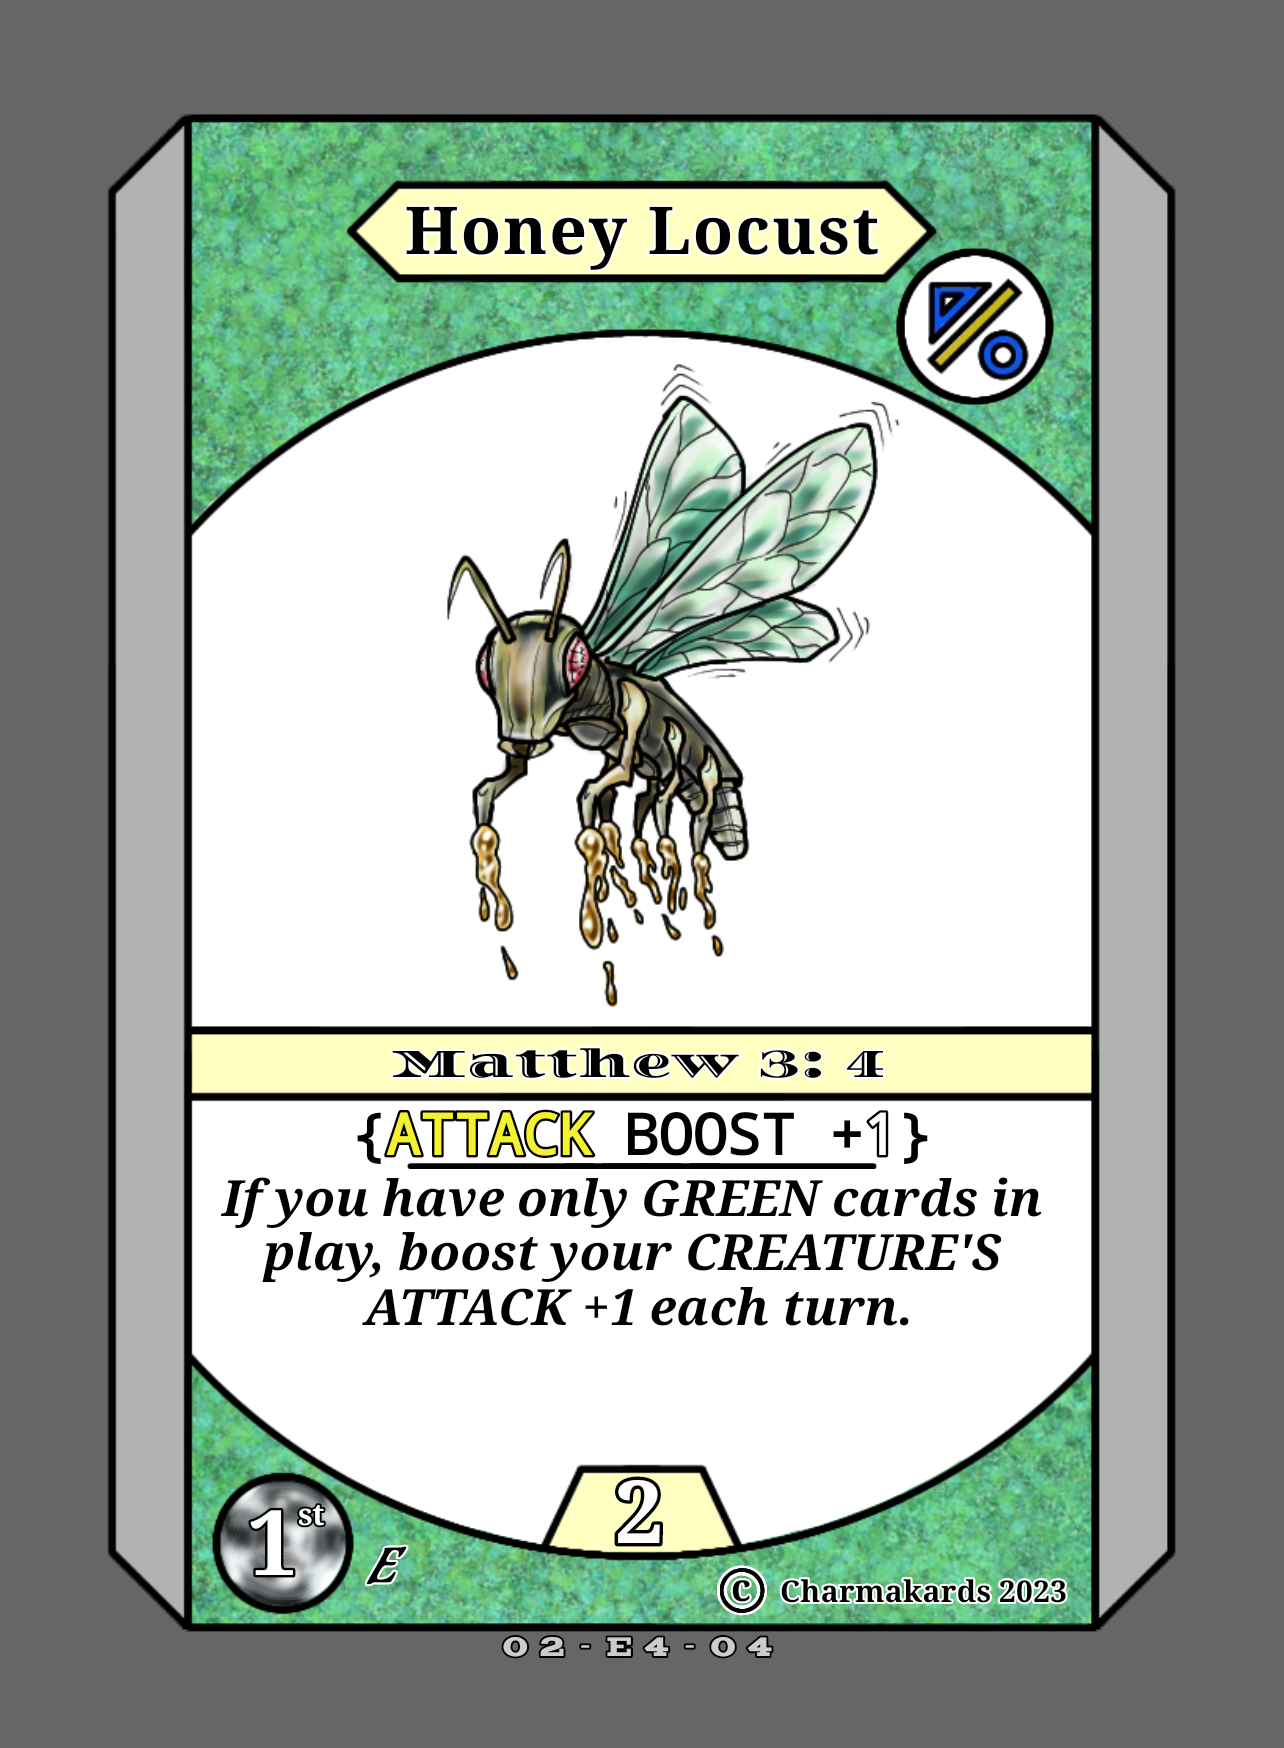 Honey Locust
Matthew 3: 4
{ATTACK BOOST +1}
If you have only GREEN cards in
play, boost your CREATURE'S
ATTACK +1 each turn.
2
1st E
© Charmakards 2023
02-E4-04